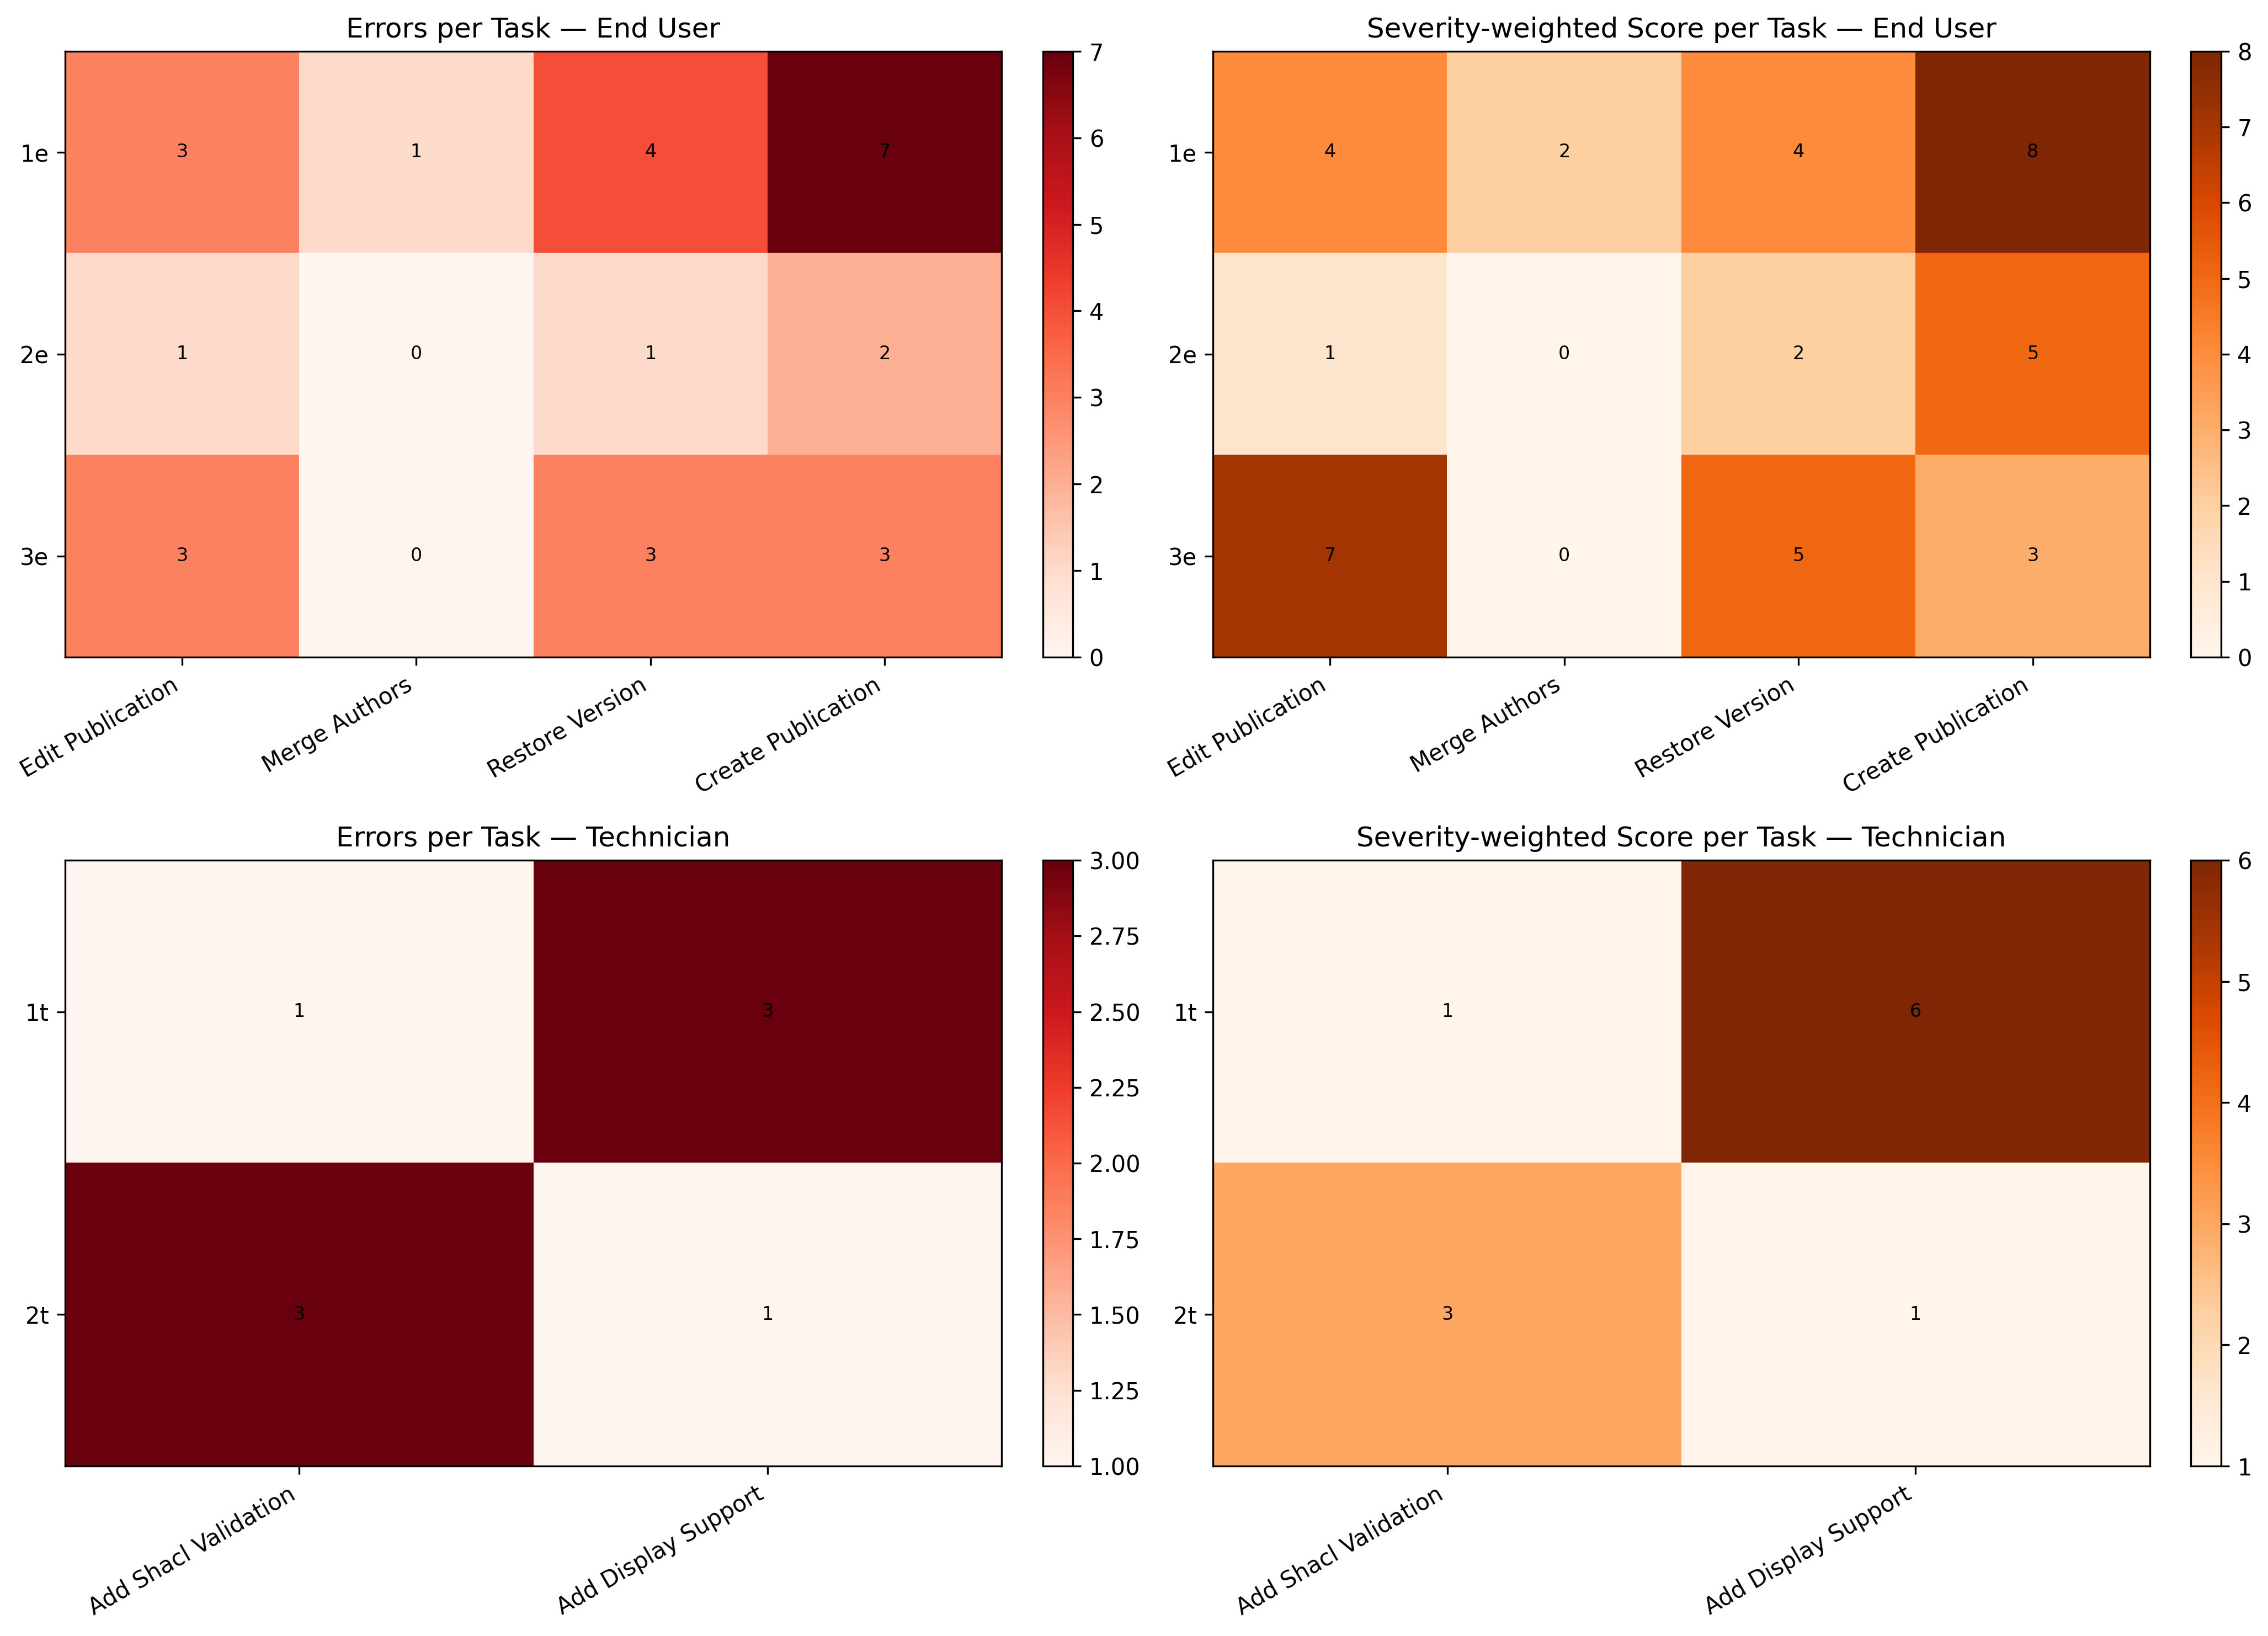 Errors per Task — End User
7
6
5
4
3
2
1
0
1e
3 1 4 7
2e
1 0 1 2
3e
3 0 3 3
Edit Publication
Merge Authors
Restore Version
Create Publication
Severity-weighted Score per Task — End User
8
7
6
5
4
3
2
1
0
1e
4 2 4 8
2e
1 0 2 5
3e
7 0 5 3
Edit Publication
Merge Authors
Restore Version
Create Publication
Errors per Task — Technician
3.00
2.75
2.50
2.25
2.00
1.75
1.50
1.25
1.00
1t
1 3
2t
3 1
Add Shacl Validation
Add Display Support
Severity-weighted Score per Task — Technician
6
5
4
3
2
1
1t
1 6
2t
3 1
Add Shacl Validation
Add Display Support